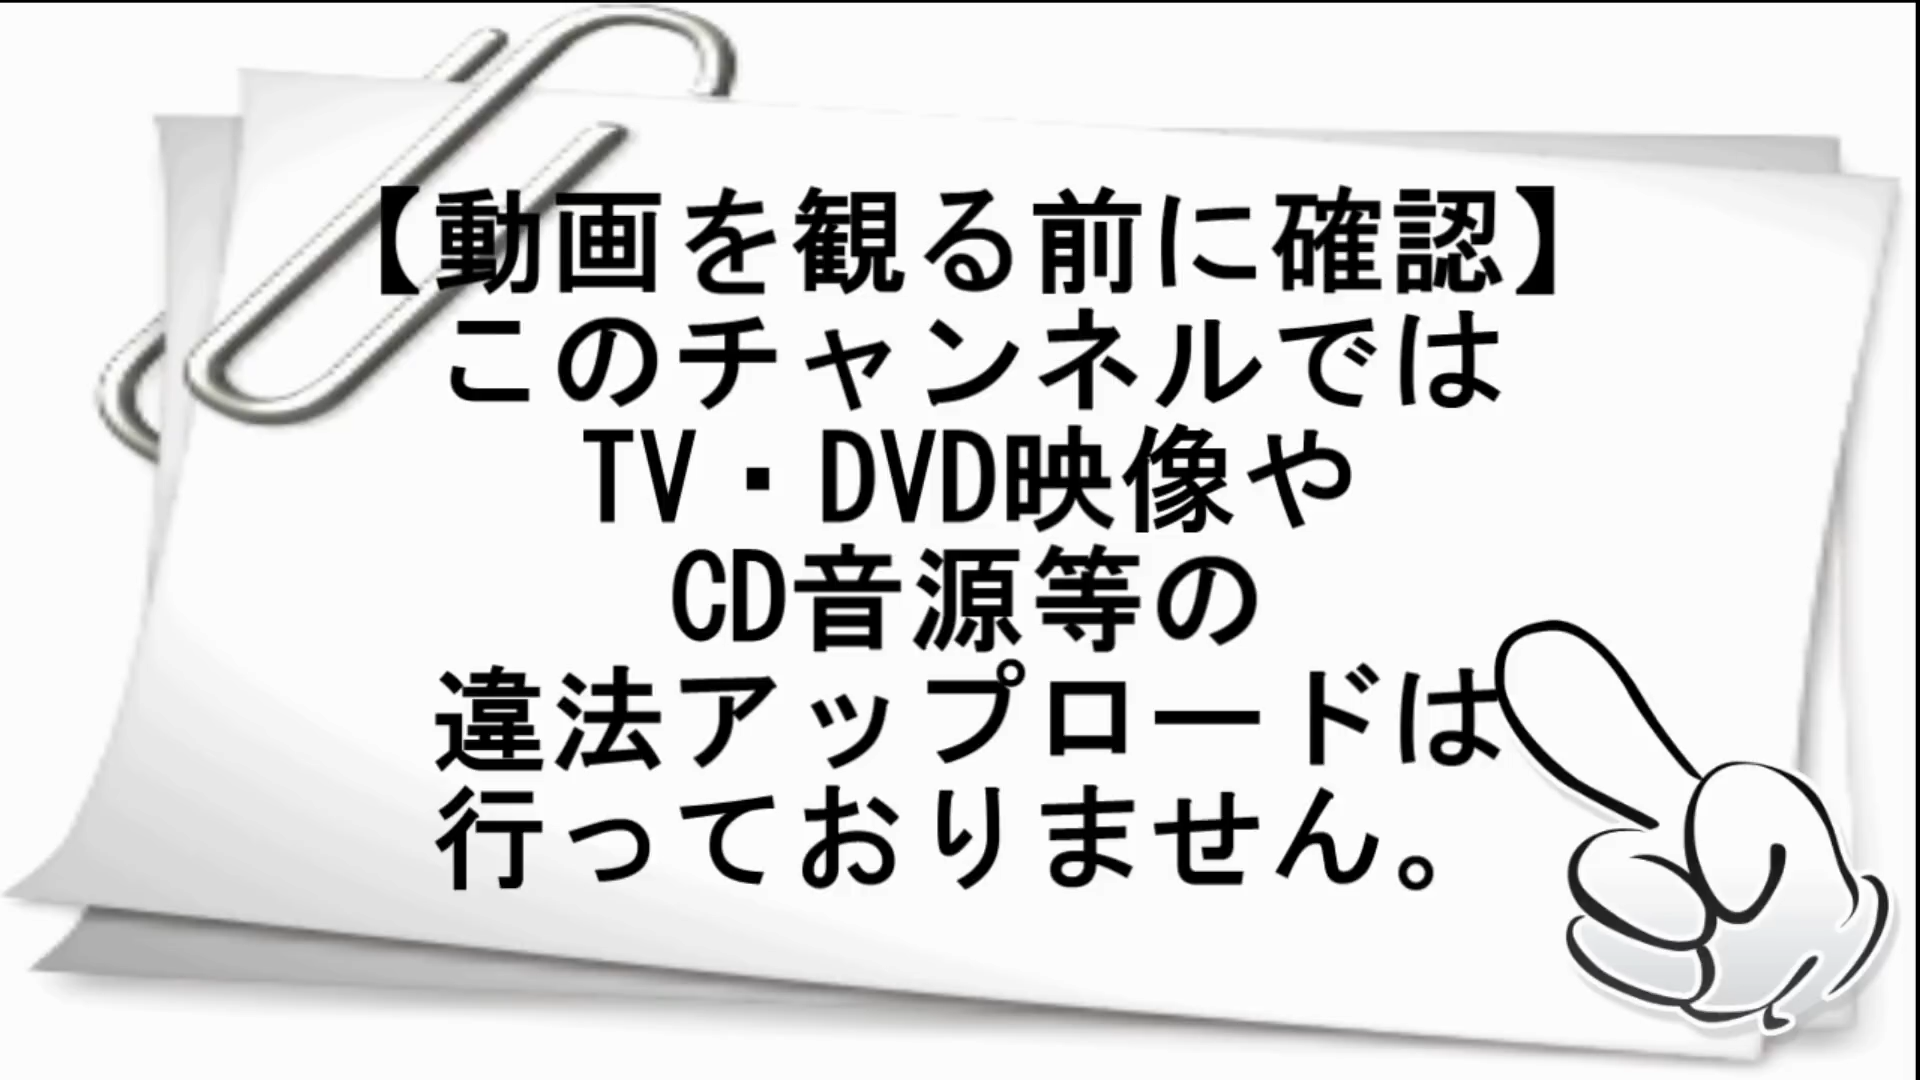 【動画を観る前に確認】
このチャンネルでは
TV・DVD映像や
CD音源等の
違法アップロードは
行っておりません。